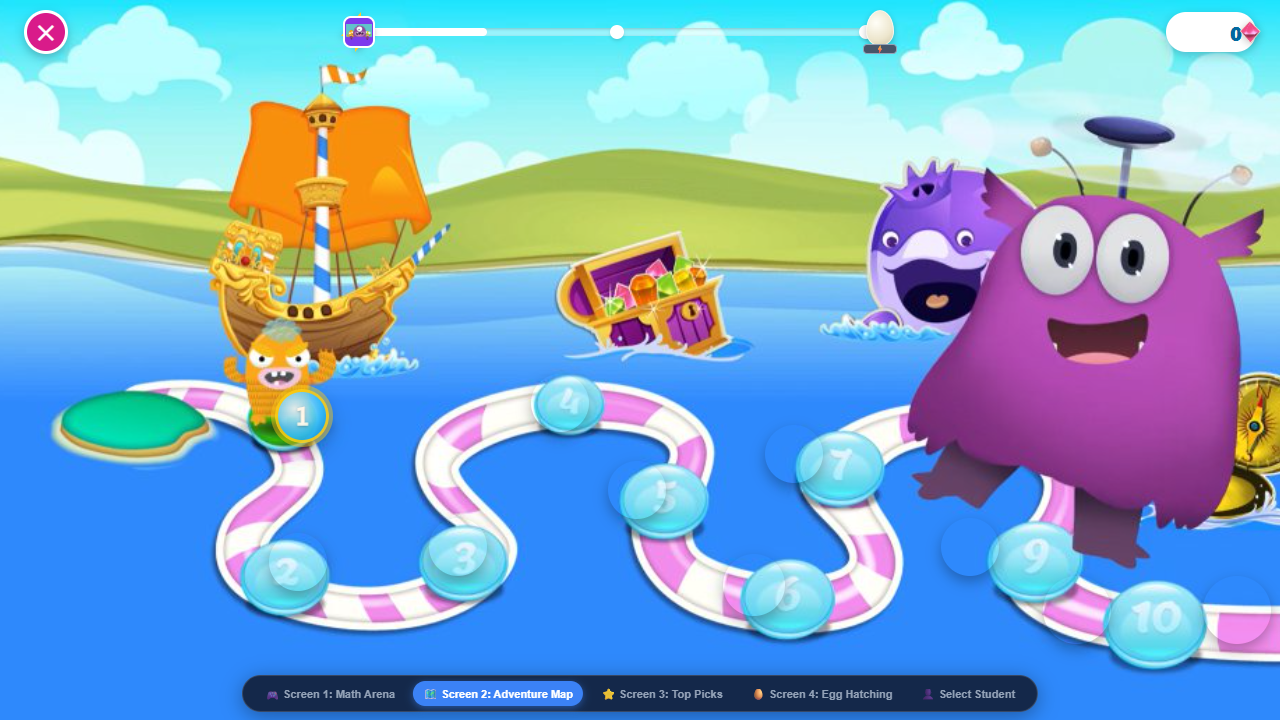 0
1
4
7
5
3
9
2
6
10
Screen 1: Math Arena
Screen 2: Adventure Map
Screen 3: Top Picks
Screen 4: Egg Hatching
Select Student